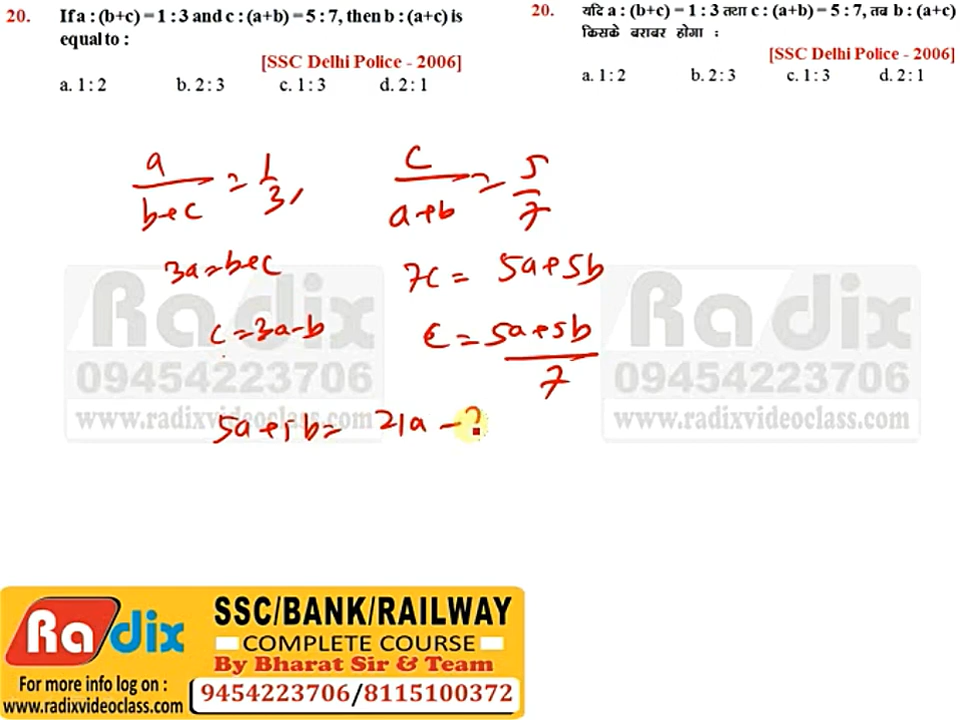 20. If a : (b+c) = 1 : 3 and c : (a+b) = 5 : 7, then b : (a+c) is
equal to :
[SSC Delhi Police - 2006]
a. 1 : 2 b. 2 : 3 c. 1 : 3 d. 2 : 1
20. यदि a : (b+c) = 1 : 3 तथा c : (a+b) = 5 : 7, तब b : (a+c)
किसके बराबर होगा :
[SSC Delhi Police - 2006]
a. 1 : 2 b. 2 : 3 c. 1 : 3 d. 2 : 1
a/b+c = 1/3, c/a+b = 5/7
3a = b+c 7c = 5a+5b
c = 3a-b c = 5a+5b/7
5a+5b = 21a - ?
Radix
09454223706
www.radixvideoclass.com
Radix
09454223706
www.radixvideoclass.com
Radix
For more info log on :
www.radixvideoclass.com
SSC/BANK/RAILWAY
COMPLETE COURSE
By Bharat Sir & Team
9454223706/8115100372